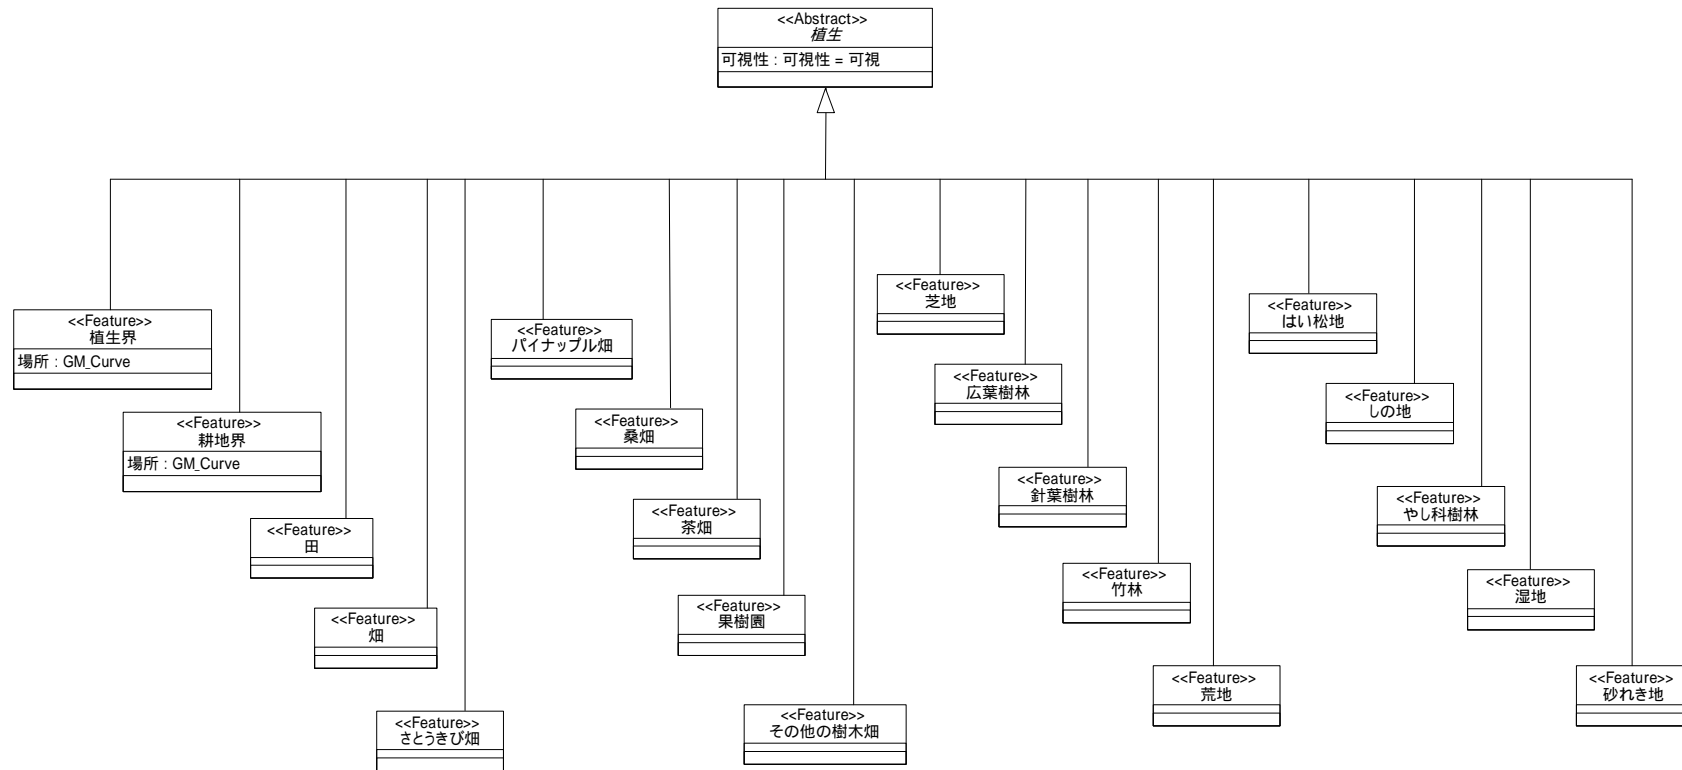 <<Abstract>>
植生
可視性 : 可視性 = 可視
<<Feature>>
植生界
場所 : GM_Curve
<<Feature>>
耕地界
場所 : GM_Curve
<<Feature>>
田
<<Feature>>
畑
<<Feature>>
さとうきび畑
<<Feature>>
パイナップル畑
<<Feature>>
桑畑
<<Feature>>
茶畑
<<Feature>>
果樹園
<<Feature>>
その他の樹木畑
<<Feature>>
芝地
<<Feature>>
広葉樹林
<<Feature>>
針葉樹林
<<Feature>>
竹林
<<Feature>>
荒地
<<Feature>>
はい松地
<<Feature>>
しの地
<<Feature>>
やし科樹林
<<Feature>>
湿地
<<Feature>>
砂れき地